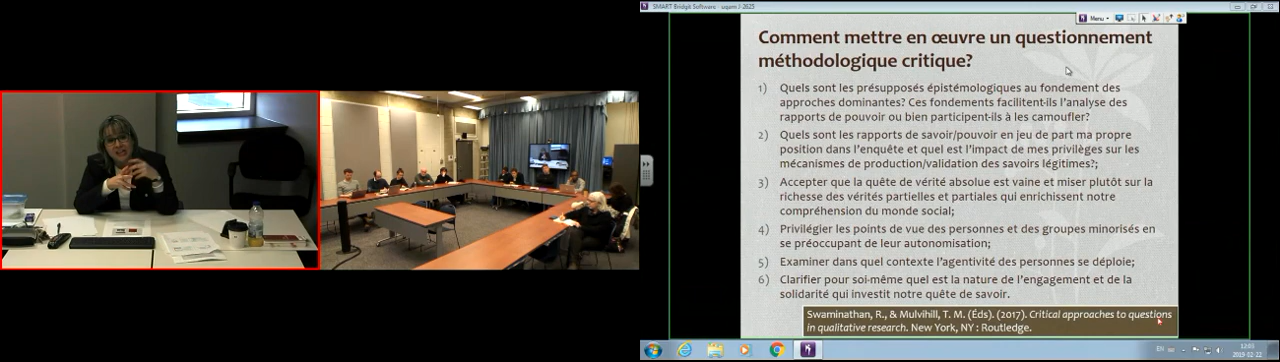 SMART Bridgit Software - uqam J-2625
Menu
Comment mettre en œuvre un questionnement
méthodologique critique?
1) Quels sont les présupposés épistémologiques au fondement des
approches dominantes? Ces fondements facilitent-ils l'analyse des
rapports de pouvoir ou bien participent-ils à les camoufler?
2) Quels sont les rapports de savoir/pouvoir en jeu de part ma propre
position dans l'enquête et quel est l'impact de mes privilèges sur les
mécanismes de production/validation des savoirs légitimes?;
3) Accepter que la quête de vérité absolue est vaine et miser plutôt sur la
richesse des vérités partielles et partiales qui enrichissent notre
compréhension du monde social;
4) Privilégier les points de vue des personnes et des groupes minorisés en
se préoccupant de leur autonomisation;
5) Examiner dans quel contexte l'agentivité des personnes se déploie;
6) Clarifier pour soi-même quel est la nature de l'engagement et de la
solidarité qui investit notre quête de savoir.
Swaminathan, R., & Mulvihill, T. M. (Éds). (2017). Critical approaches to questions
in qualitative research. New York, NY : Routledge.
EN
12:03
2019-02-22